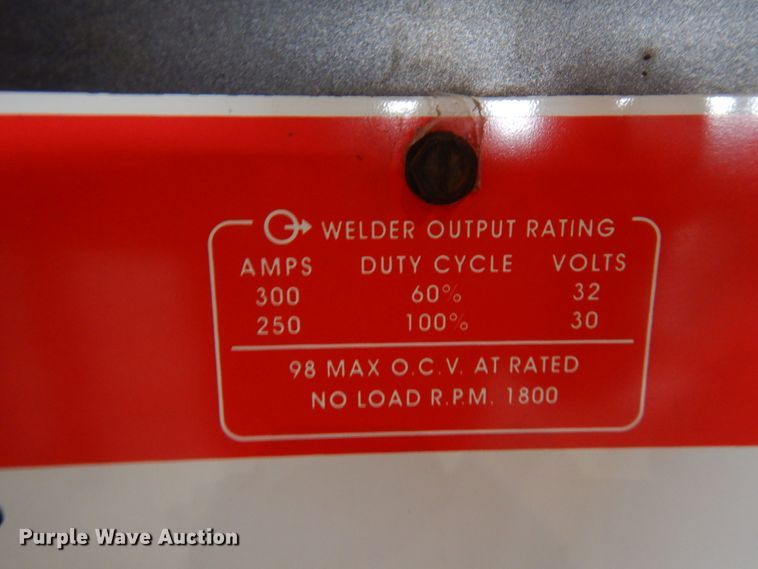 WELDER OUTPUT RATING
AMPS DUTY CYCLE VOLTS
300 60% 32
250 100% 30
98 MAX O.C.V. AT RATED
NO LOAD R.P.M. 1800
Purple Wave Auction